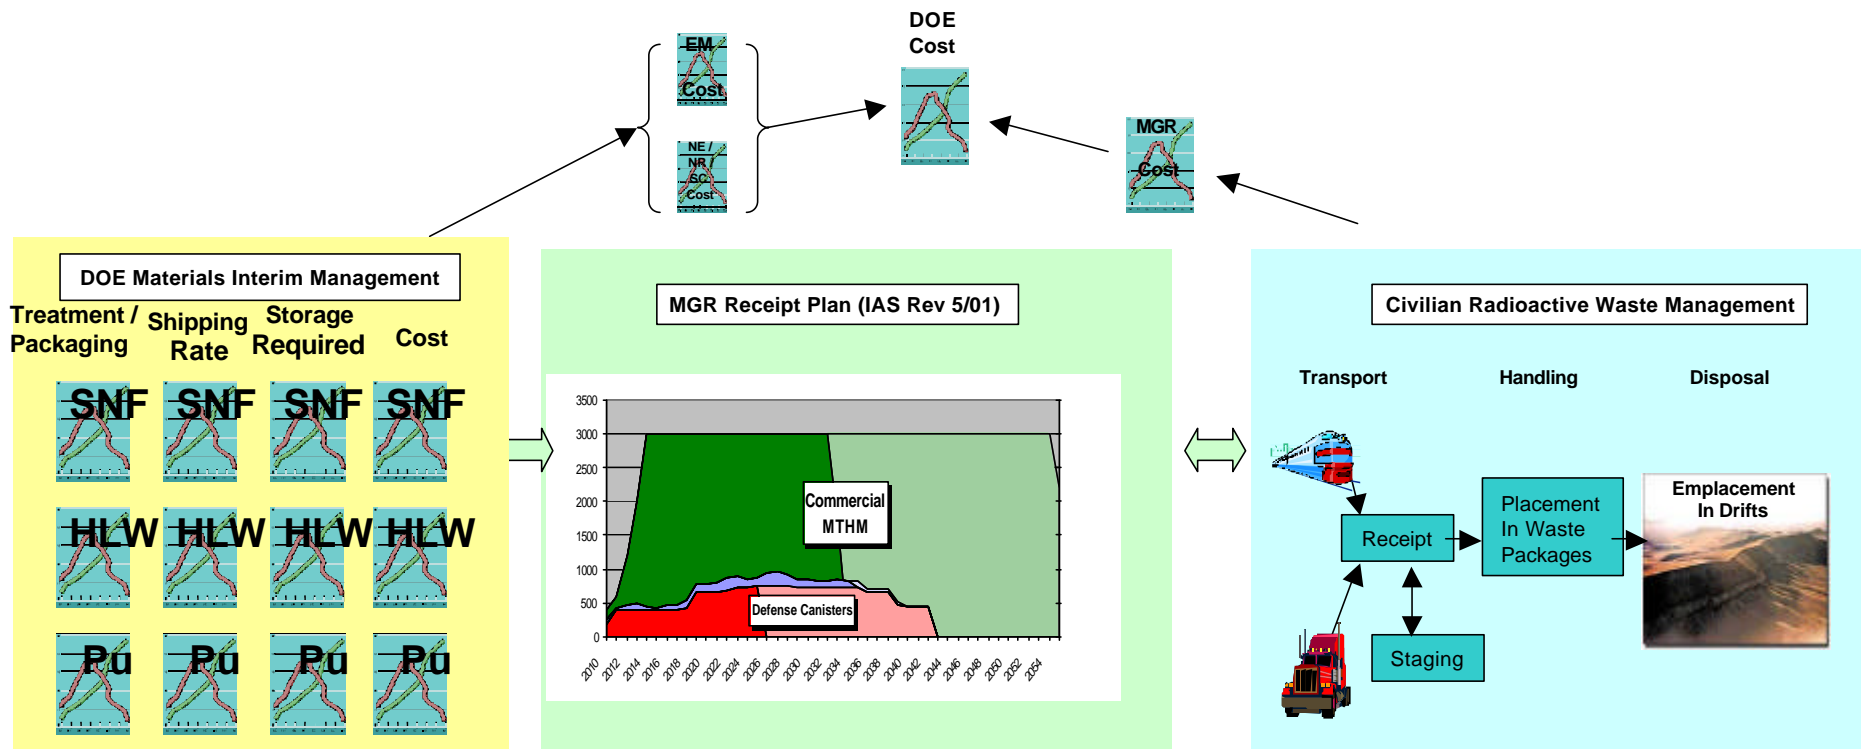 DOE
Cost
EM
Cost
NE /
NR
SC
Cost
MGR
Cost
DOE Materials Interim Management
Treatment /
Packaging
Shipping
Rate
Storage
Required
Cost
SNF
SNF
SNF
SNF
HLW
HLW
HLW
HLW
Pu
Pu
Pu
Pu
MGR Receipt Plan (IAS Rev 5/01)
3500
3000
2500
2000
1500
1000
500
0
Commercial
MTHM
Defense Canisters
2010
2012
2014
2016
2018
2020
2022
2024
2026
2028
2030
2032
2034
2036
2038
2040
2042
2044
2046
2048
2050
2052
2054
Civilian Radioactive Waste Management
Transport
Handling
Disposal
Receipt
Staging
Placement
In Waste
Packages
Emplacement
In Drifts